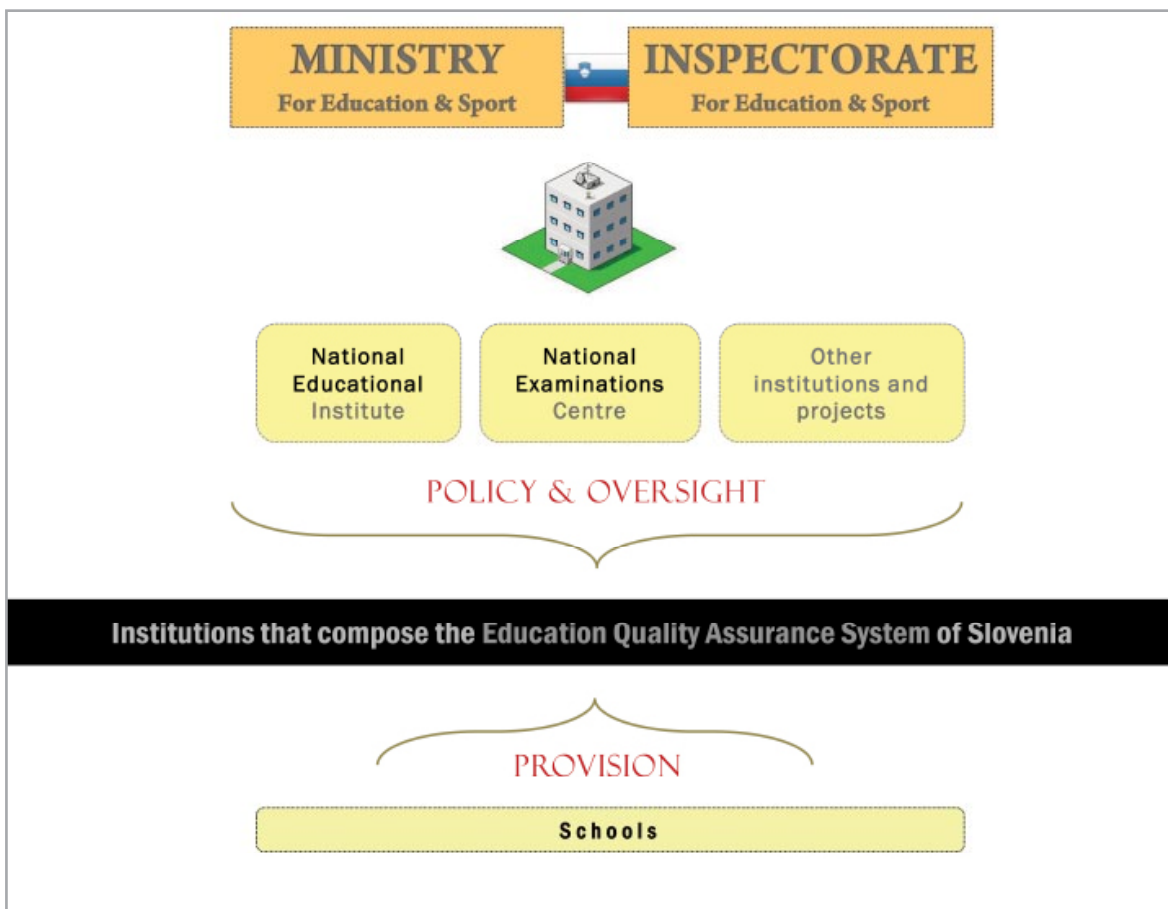 MINISTRY
For Education & Sport
INSPECTORATE
For Education & Sport
National
Educational
Institute
National
Examinations
Centre
Other
institutions and
projects
POLICY & OVERSIGHT
Institutions that compose the Education Quality Assurance System of Slovenia
PROVISION
Schools